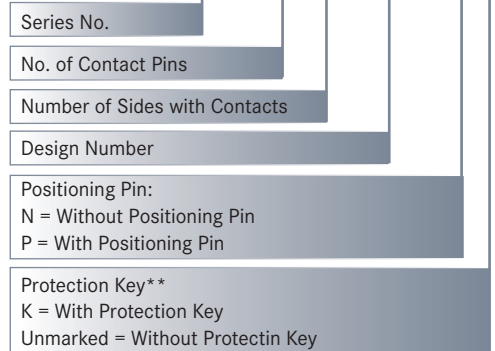 Series No.
No. of Contact Pins
Number of Sides with Contacts
Design Number
Positioning Pin:
N = Without Positioning Pin
P = With Positioning Pin
Protection Key**
K = With Protection Key
Unmarked = Without Protectin Key